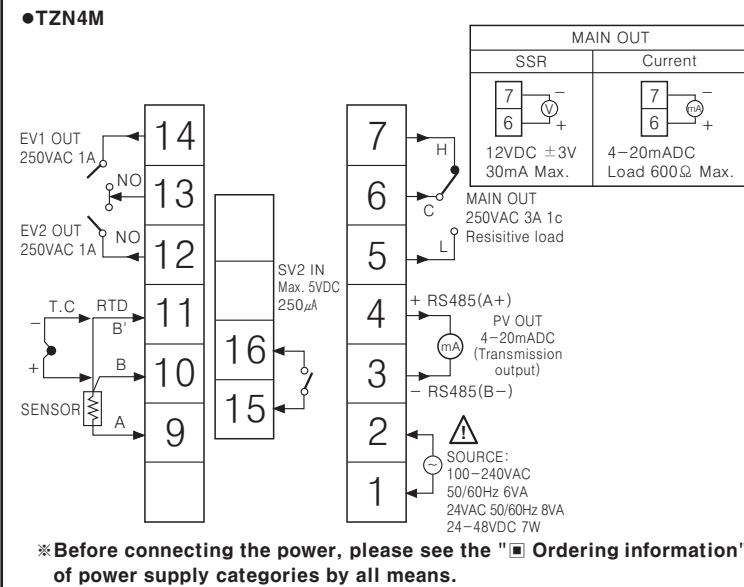 ●TZN4M
MAIN OUT
SSR
Current
7
−
V
6
+
12VDC ±3V
30mA Max.
7
−
mA
6
+
4−20mADC
Load 600Ω Max.
EV1 OUT
250VAC 1A
NO
EV2 OUT
250VAC 1A
NO
T.C
RTD
−
B'
+
B
SENSOR
A
14
13
12
11
10
9
SV2 IN
Max. 5VDC
250μA
16
15
7
6
5
4
3
2
1
H
C
L
MAIN OUT
250VAC 3A 1c
Resisitive load
+ RS485(A+)
PV OUT
4−20mADC
(Transmission
output)
mA
− RS485(B−)
SOURCE:
100−240VAC
50/60Hz 6VA
24VAC 50/60Hz 8VA
24−48VDC 7W
※Before connecting the power, please see the "▣ Ordering information"
of power supply categories by all means.